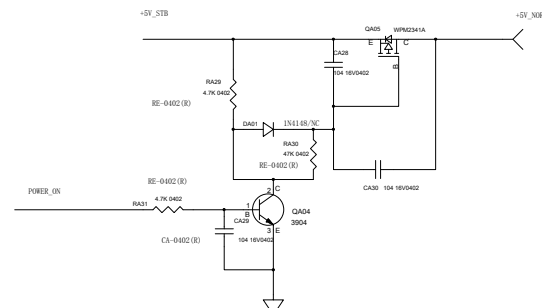 +5V_STB
+5V_NOR
QA05 WPM2341A
E C
B
CA28
104 16V0402
RA29
4.7K 0402
RE-0402(R)
DA01 1N4148/NC
RA30
47K 0402
RE-0402(R)
CA30 104 16V0402
RE-0402(R)
POWER_ON
RA31 4.7K 0402
2 C
1
B
QA04
3904
CA29
3 E
104 16V0402
CA-0402(R)